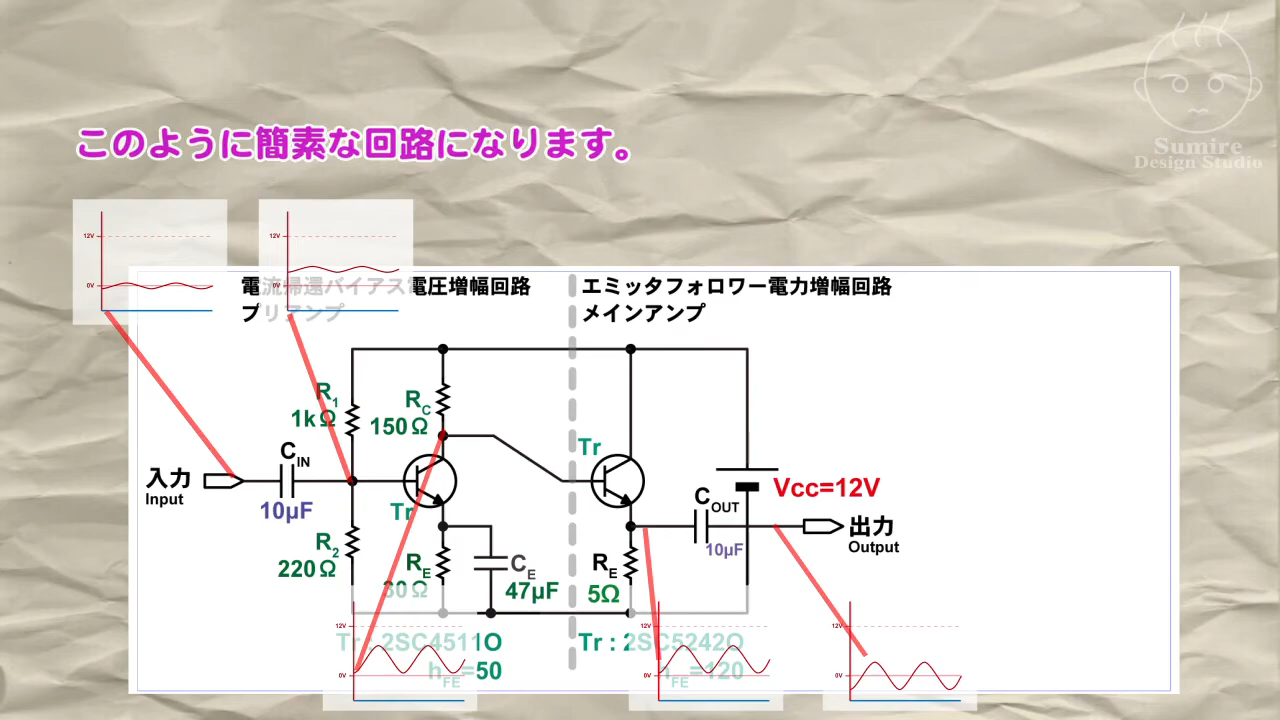 Sumire
Design Studio
このように簡素な回路になります。
12V
0V
12V
0V
電流帰還バイアス電圧増幅回路
プリアンプ
エミッタフォロワー電力増幅回路
メインアンプ
R1
1kΩ
RC
150Ω
Tr
CIN
入力
Input
10μF
Tr
Vcc=12V
COUT
10μF
出力
Output
R2
220Ω
RE
30Ω
CE
47μF
RE
5Ω
Tr : 2SC4511O
hFE=50
Tr : 2SC5242O
hFE=120
12V
0V
12V
0V
12V
0V